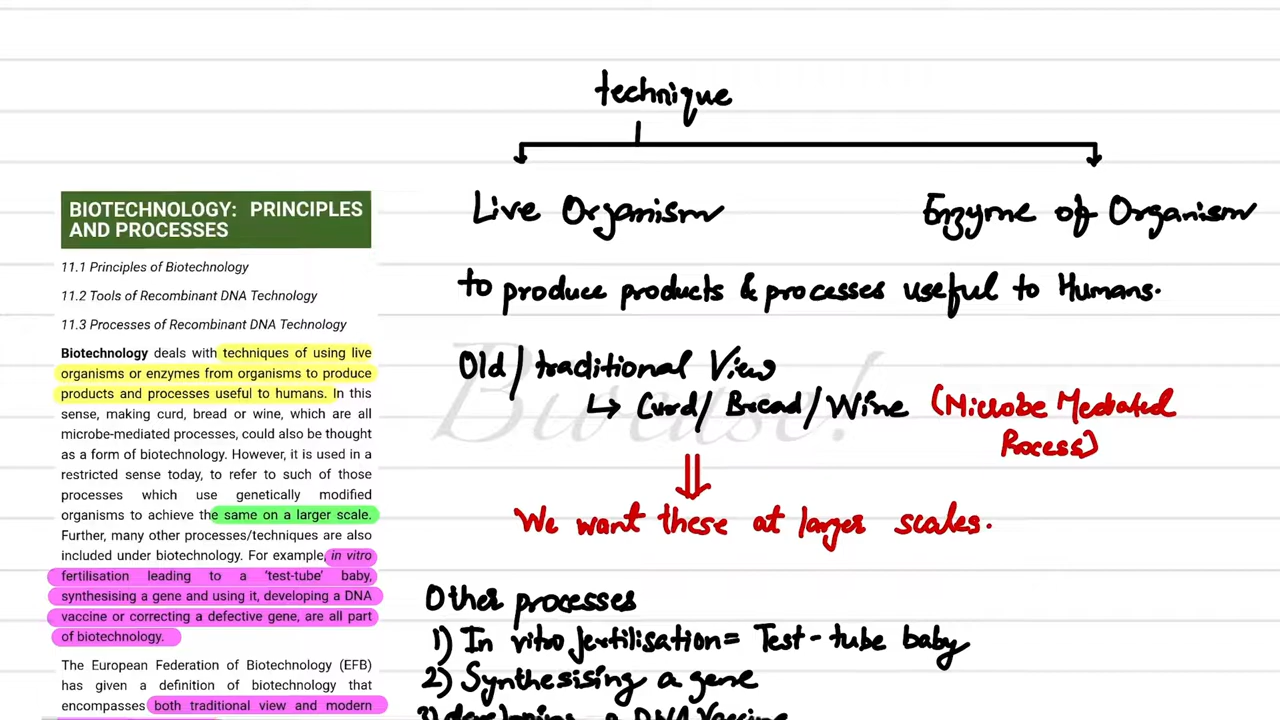 technique
Live Organism
Enzyme of Organism
to produce products & processes useful to Humans.
Old / traditional View
↳ Curd / Bread / Wine (Microbe Mediated
Process)
We want these at larger scales.
Other processes
1) In vitro fertilisation = Test-tube baby
2) Synthesising a gene
3) developing a DNA Vaccine
BIOTECHNOLOGY: PRINCIPLES
AND PROCESSES
11.1 Principles of Biotechnology
11.2 Tools of Recombinant DNA Technology
11.3 Processes of Recombinant DNA Technology
Biotechnology deals with techniques of using live
organisms or enzymes from organisms to produce
products and processes useful to humans. In this
sense, making curd, bread or wine, which are all
microbe-mediated processes, could also be thought
as a form of biotechnology. However, it is used in a
restricted sense today, to refer to such of those
processes which use genetically modified
organisms to achieve the same on a larger scale.
Further, many other processes/techniques are also
included under biotechnology. For example, in vitro
fertilisation leading to a 'test-tube' baby,
synthesising a gene and using it, developing a DNA
vaccine or correcting a defective gene, are all part
of biotechnology.
The European Federation of Biotechnology (EFB)
has given a definition of biotechnology that
encompasses both traditional view and modern